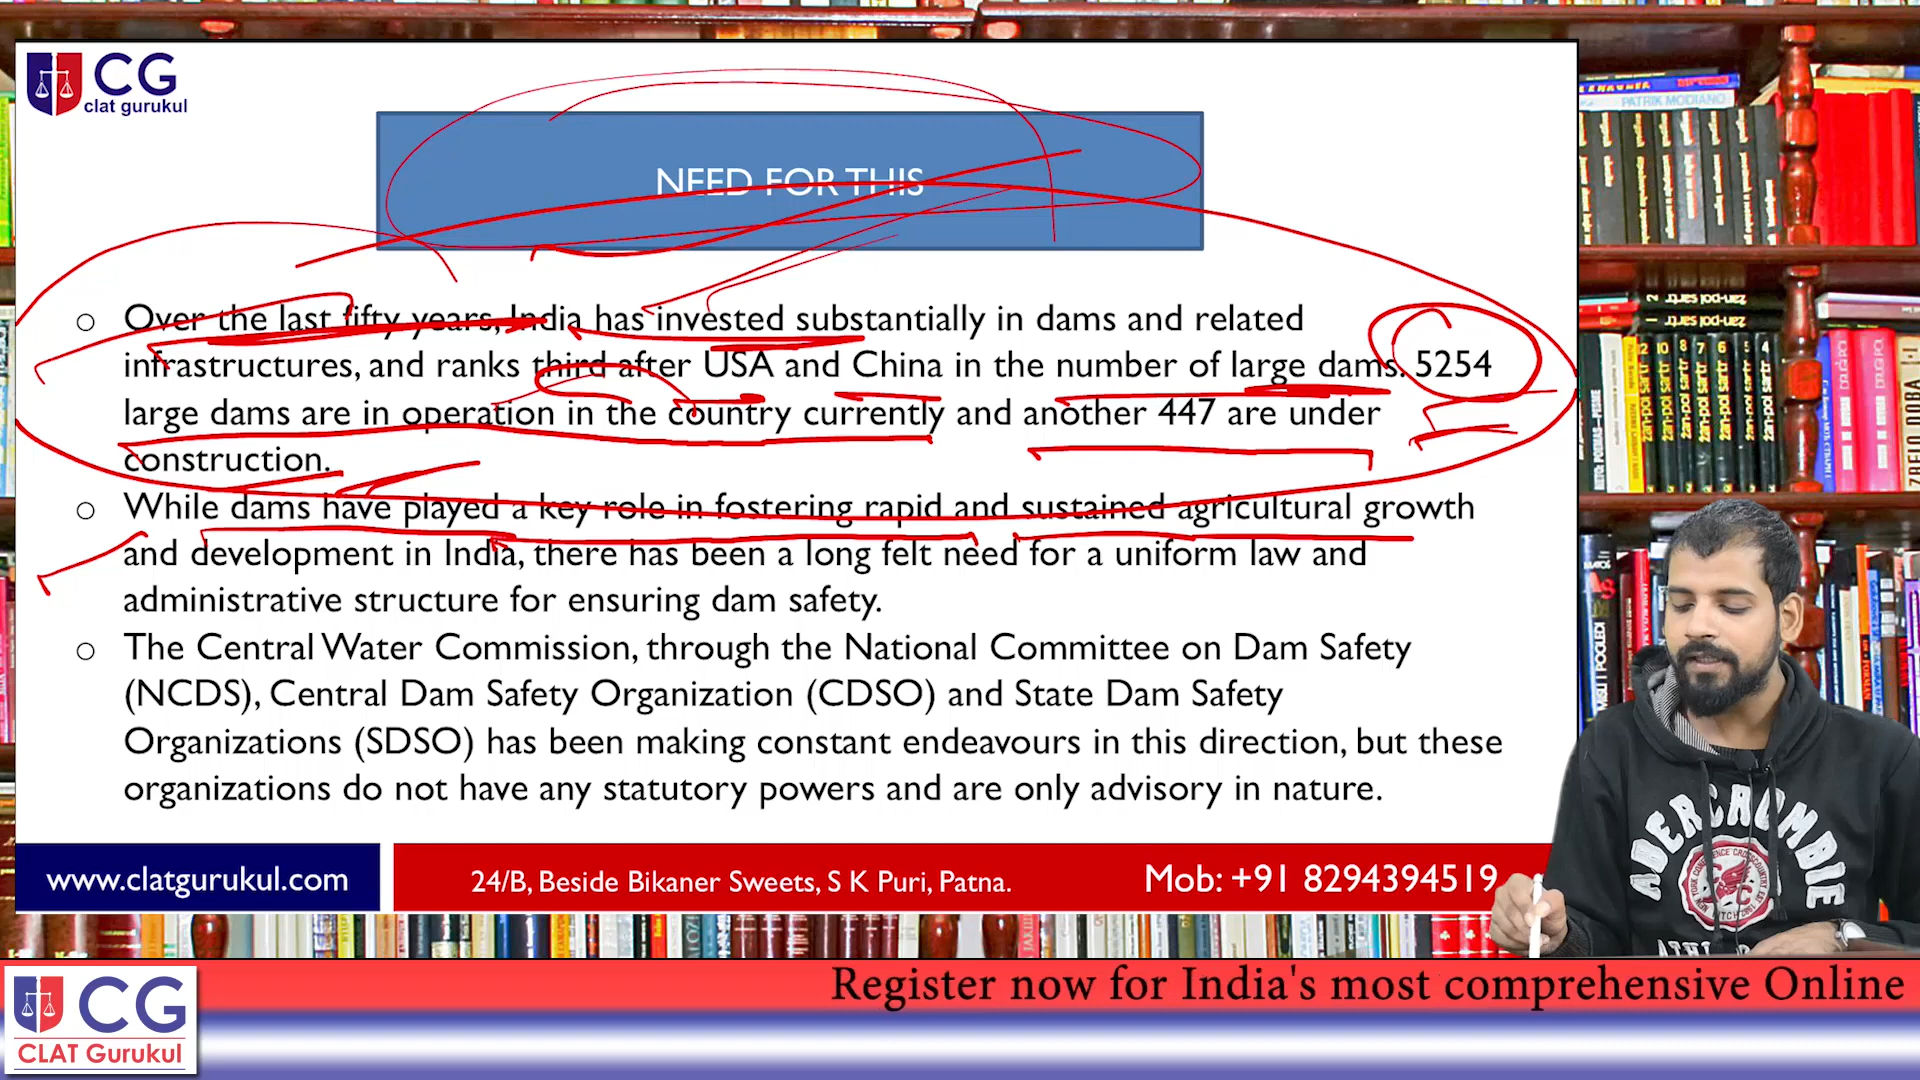 CG
clat gurukul
NEED FOR THIS
Over the last fifty years, India has invested substantially in dams and related
infrastructures, and ranks third after USA and China in the number of large dams. 5254
large dams are in operation in the country currently and another 447 are under
construction.
While dams have played a key role in fostering rapid and sustained agricultural growth
and development in India, there has been a long felt need for a uniform law and
administrative structure for ensuring dam safety.
The Central Water Commission, through the National Committee on Dam Safety
(NCDS), Central Dam Safety Organization (CDSO) and State Dam Safety
Organizations (SDSO) has been making constant endeavours in this direction, but these
organizations do not have any statutory powers and are only advisory in nature.
www.clatgurukul.com
24/B, Beside Bikaner Sweets, S K Puri, Patna.
Mob: +91 8294394519
PATRIK MODIANO
ABERCROMBIE
Register now for India's most comprehensive Online
CG
CLAT Gurukul